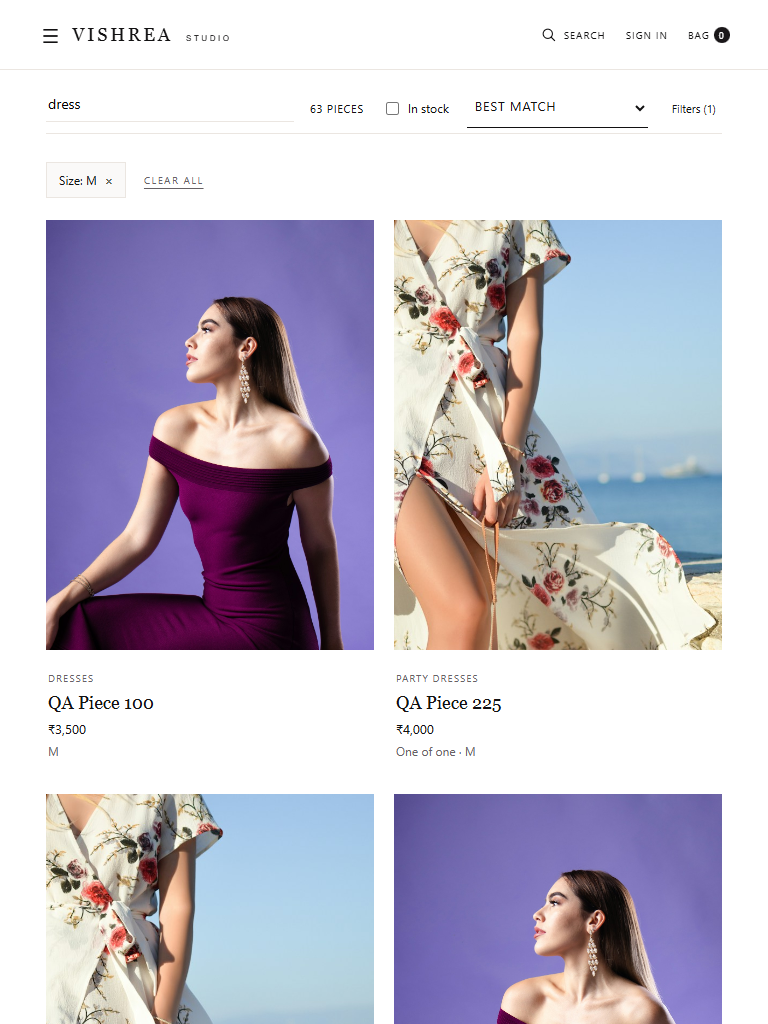 ☰ VISHREA STUDIO SEARCH SIGN IN BAG 0
dress 63 PIECES In stock BEST MATCH Filters (1)
Size: M × CLEAR ALL
DRESSES
QA Piece 100
₹3,500
M
PARTY DRESSES
QA Piece 225
₹4,000
One of one · M